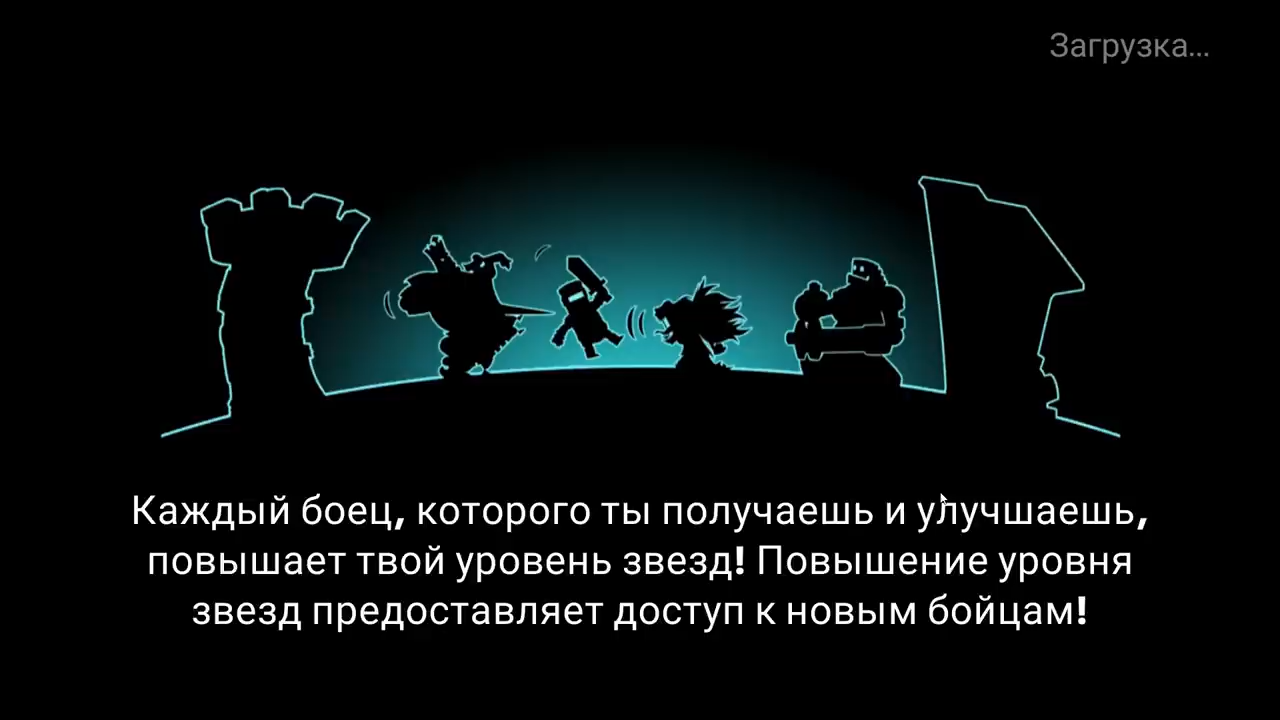 Загрузка...
Каждый боец, которого ты получаешь и улучшаешь,
повышает твой уровень звезд! Повышение уровня
звезд предоставляет доступ к новым бойцам!